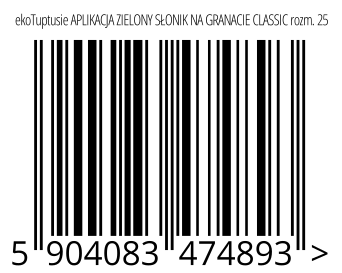 ekoTuptusie APLIKACJA ZIELONY SŁONIK NA GRANACIE CLASSIC rozm. 25
5 904083 474893 >